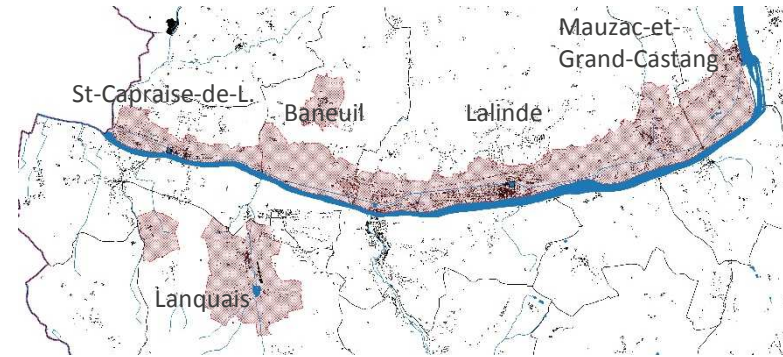 Mauzac-et-
Grand-Castang
St-Capraise-de-L.
Baneuil
Lalinde
Lanquais